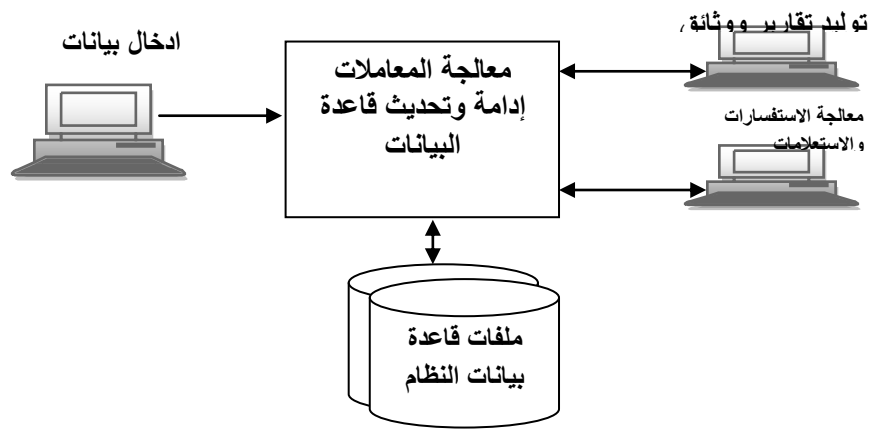 توليد تقارير ووثائق،
ادخال بيانات
معالجة المعاملات
إدامة وتحديث قاعدة
البيانات
معالجة الاستفسارات
والاستعلامات
ملفات قاعدة
بيانات النظام